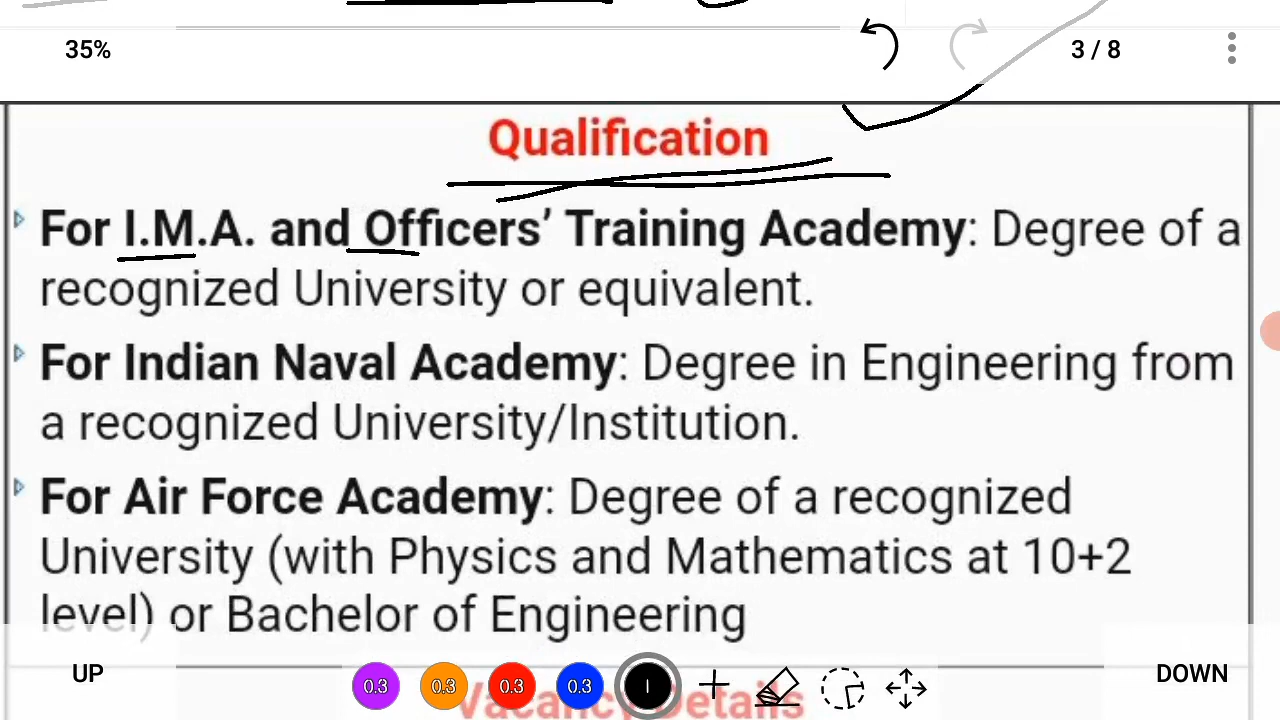 35%
3 / 8
Qualification
For I.M.A. and Officers’ Training Academy: Degree of a
recognized University or equivalent.
For Indian Naval Academy: Degree in Engineering from
a recognized University/Institution.
For Air Force Academy: Degree of a recognized
University (with Physics and Mathematics at 10+2
level) or Bachelor of Engineering
UP
0.3
0.3
0.3
0.3
DOWN
Vacancy Details